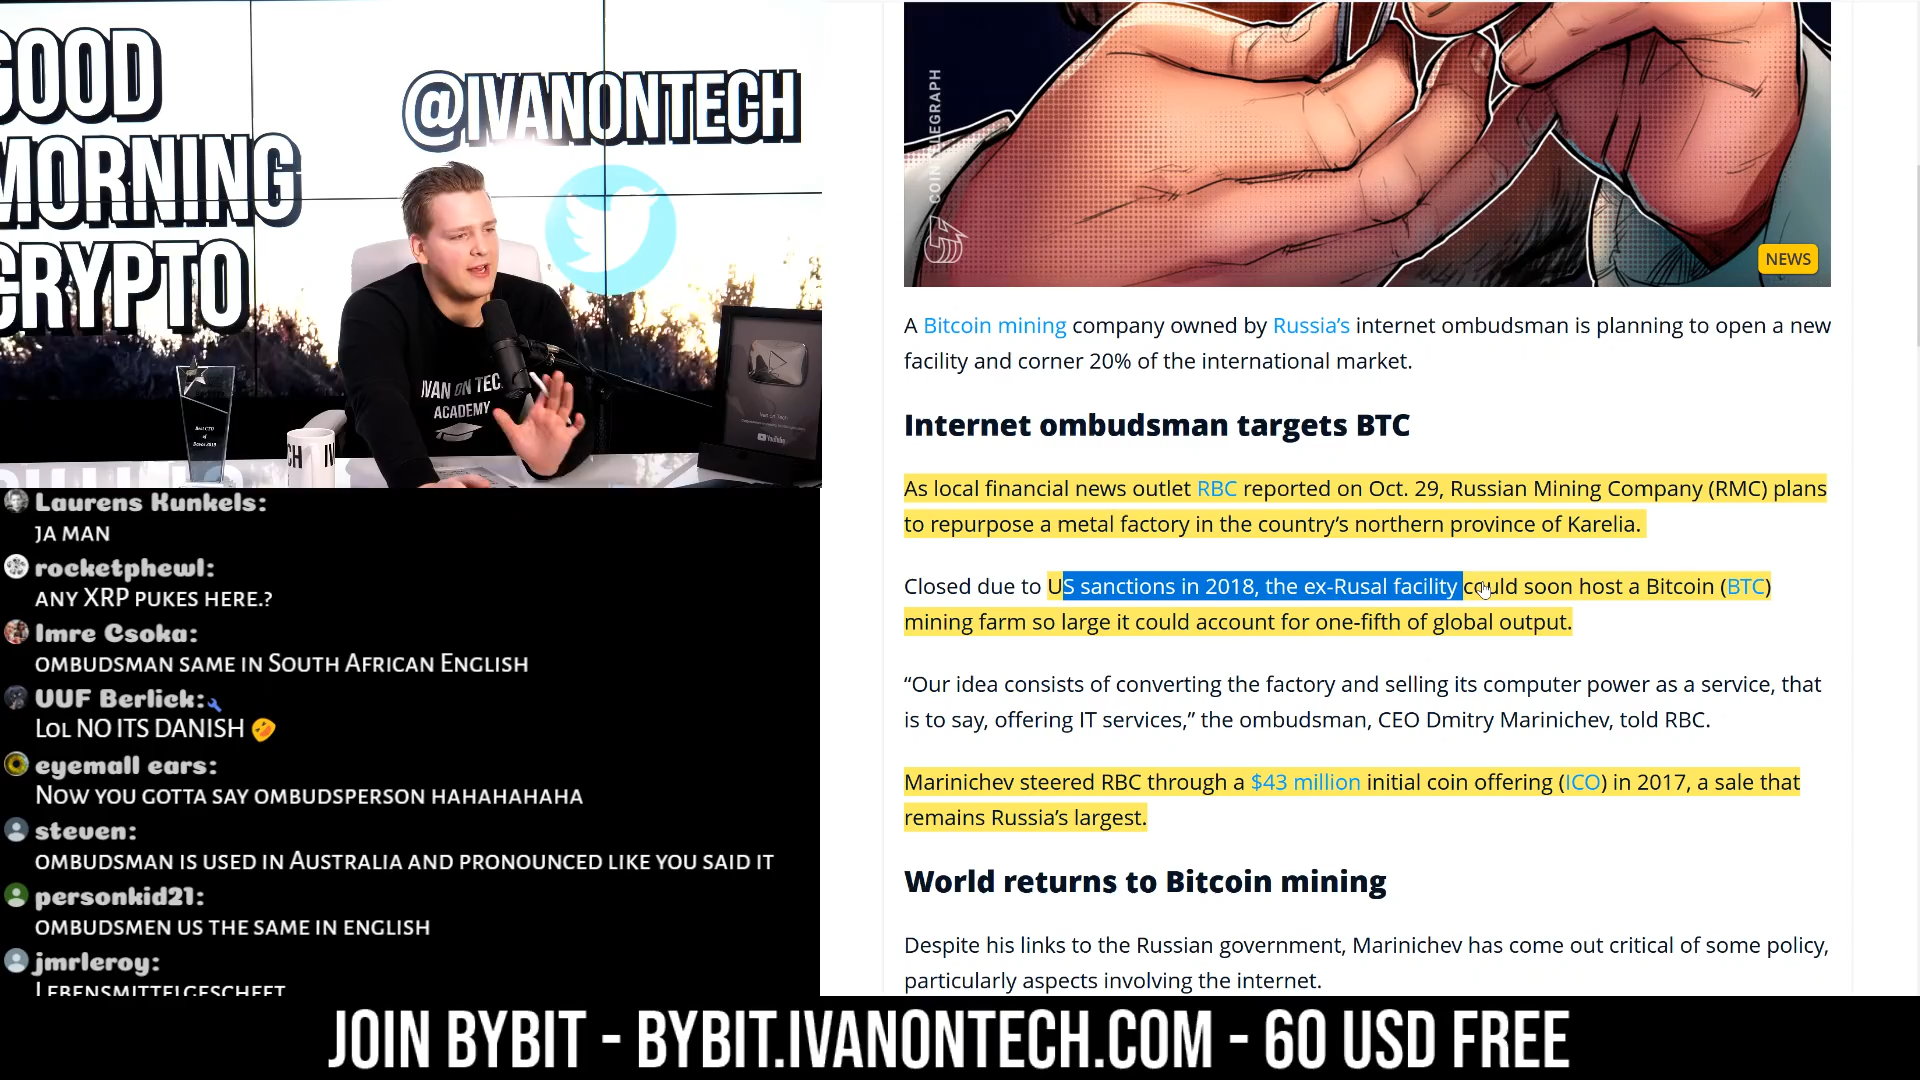 GOOD
MORNING
CRYPTO
@IVANONTECH
IVAN ON TECH
ACADEMY
Best CTO
of
YouTube
CH IV
COINTELEGRAPH
NEWS
A Bitcoin mining company owned by Russia’s internet ombudsman is planning to open a new
facility and corner 20% of the international market.
Internet ombudsman targets BTC
As local financial news outlet RBC reported on Oct. 29, Russian Mining Company (RMC) plans
to repurpose a metal factory in the country’s northern province of Karelia.
Closed due to US sanctions in 2018, the ex-Rusal facility could soon host a Bitcoin (BTC)
mining farm so large it could account for one-fifth of global output.
“Our idea consists of converting the factory and selling its computer power as a service, that
is to say, offering IT services,” the ombudsman, CEO Dmitry Marinichev, told RBC.
Marinichev steered RBC through a $43 million initial coin offering (ICO) in 2017, a sale that
remains Russia’s largest.
World returns to Bitcoin mining
Despite his links to the Russian government, Marinichev has come out critical of some policy,
particularly aspects involving the internet.
Laurens Kunkels:
JA MAN
rocketphewl:
ANY XRP PUKES HERE.?
Imre Csoka:
OMBUDSMAN SAME IN SOUTH AFRICAN ENGLISH
UUF Berlick:
LOL NO ITS DANISH 🤣
eyemall ears:
NOW YOU GOTTA SAY OMBUDSPERSON HAHAHAHAHA
steven:
OMBUDSMAN IS USED IN AUSTRALIA AND PRONOUNCED LIKE YOU SAID IT
personkid21:
OMBUDSMEN US THE SAME IN ENGLISH
jmrleroy:
LEBENSMITTELGESCHEFT
JOIN BYBIT - BYBIT.IVANONTECH.COM - 60 USD FREE